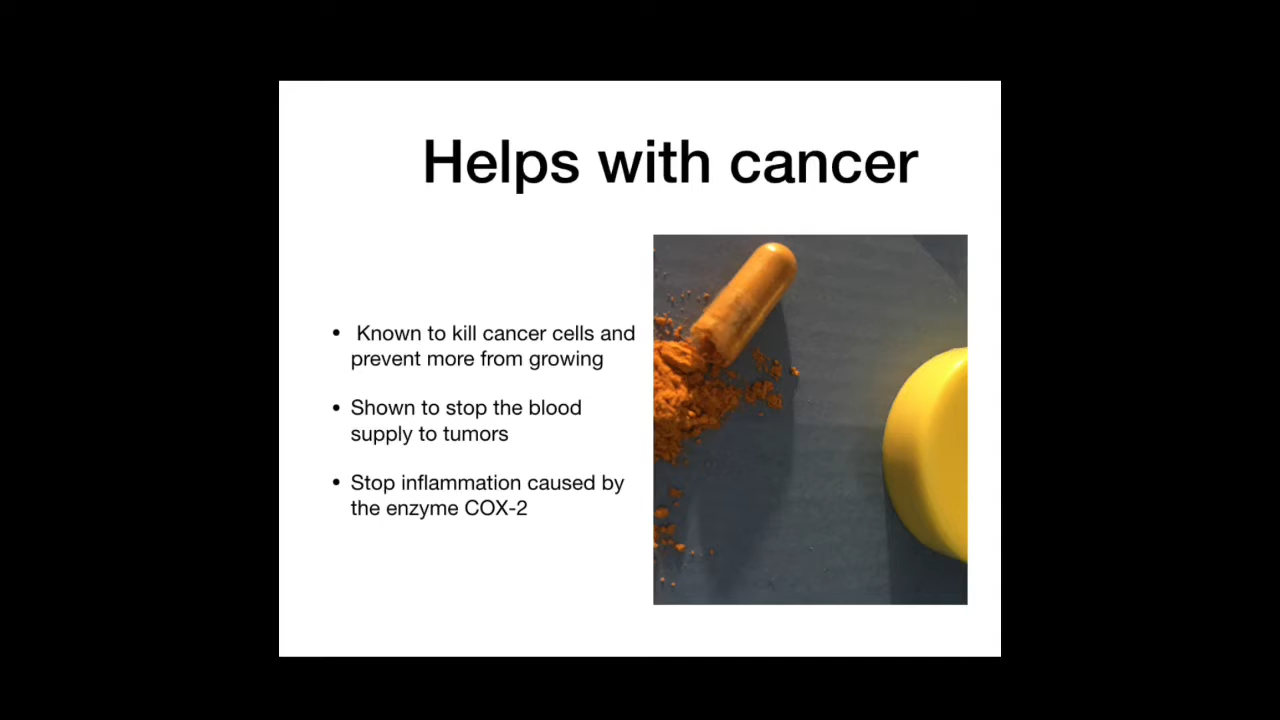 Helps with cancer
• Known to kill cancer cells and
prevent more from growing
• Shown to stop the blood
supply to tumors
• Stop inflammation caused by
the enzyme COX-2